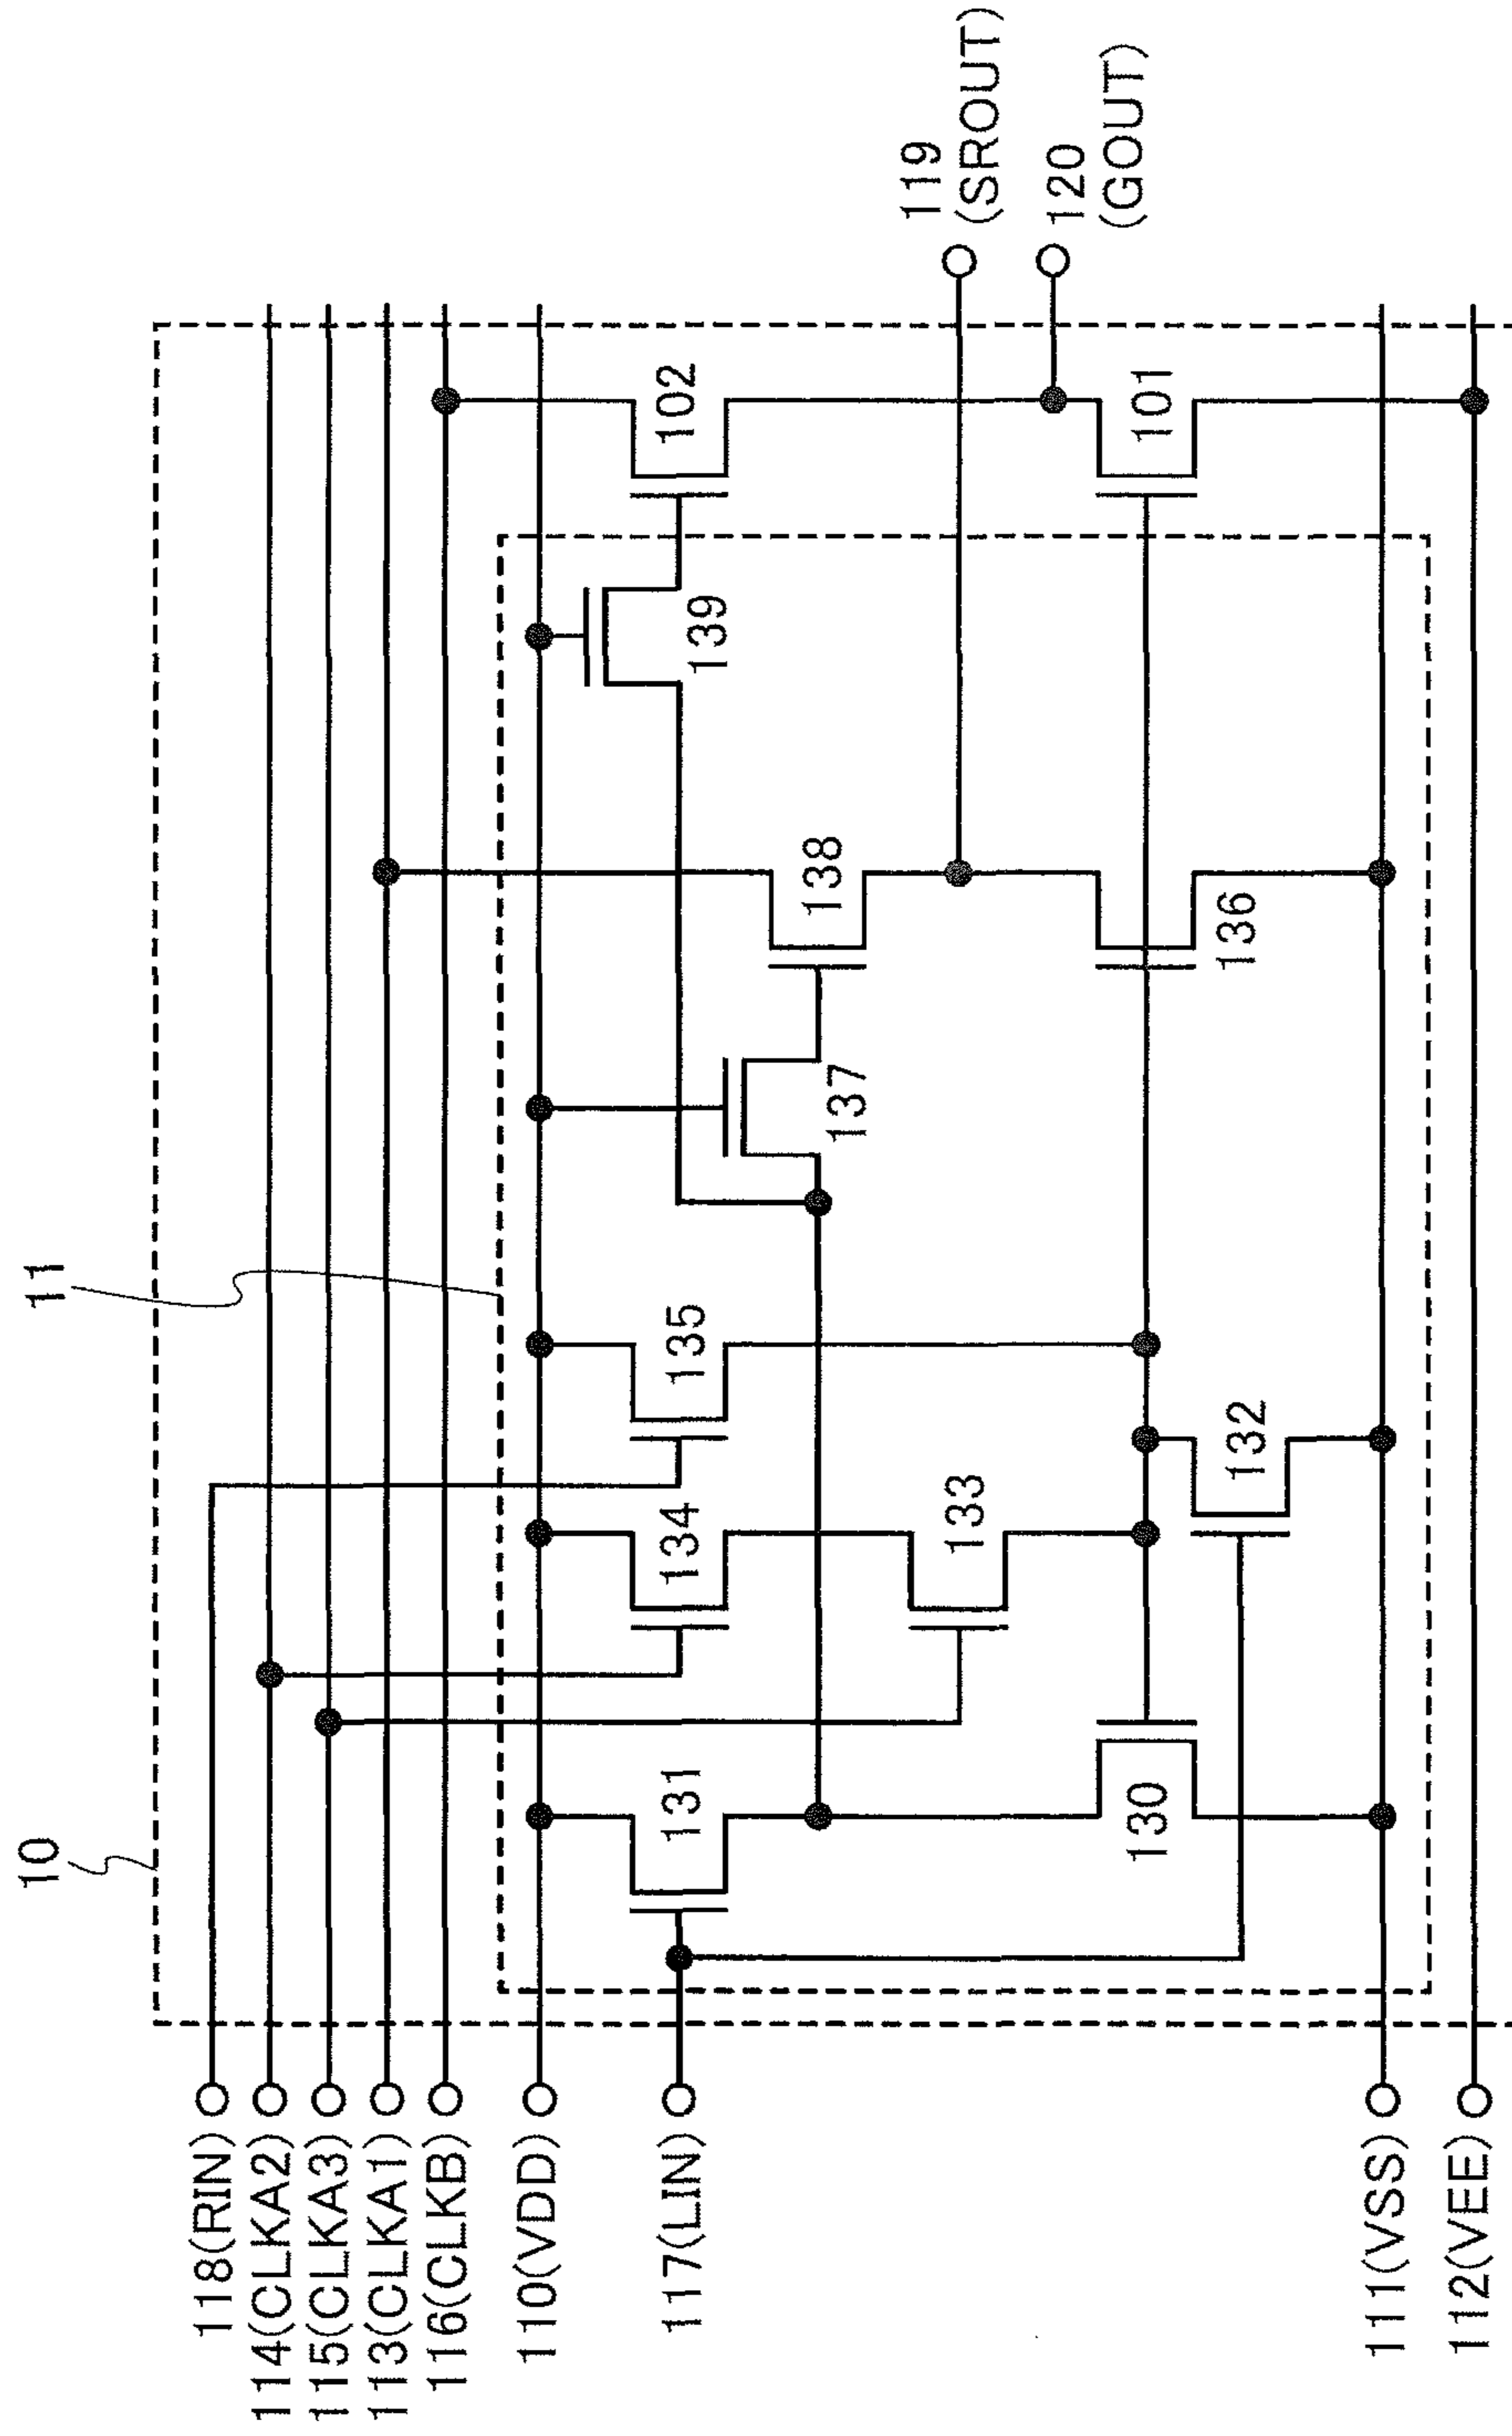 10
11
118(RIN)
114(CLKA2)
115(CLKA3)
113(CLKA1)
116(CLKB)
110(VDD)
117(LIN)
111(VSS)
112(VEE)
131
134
135
139
102
137
138
133
130
132
136
101
119
(SROUT)
120
(GOUT)